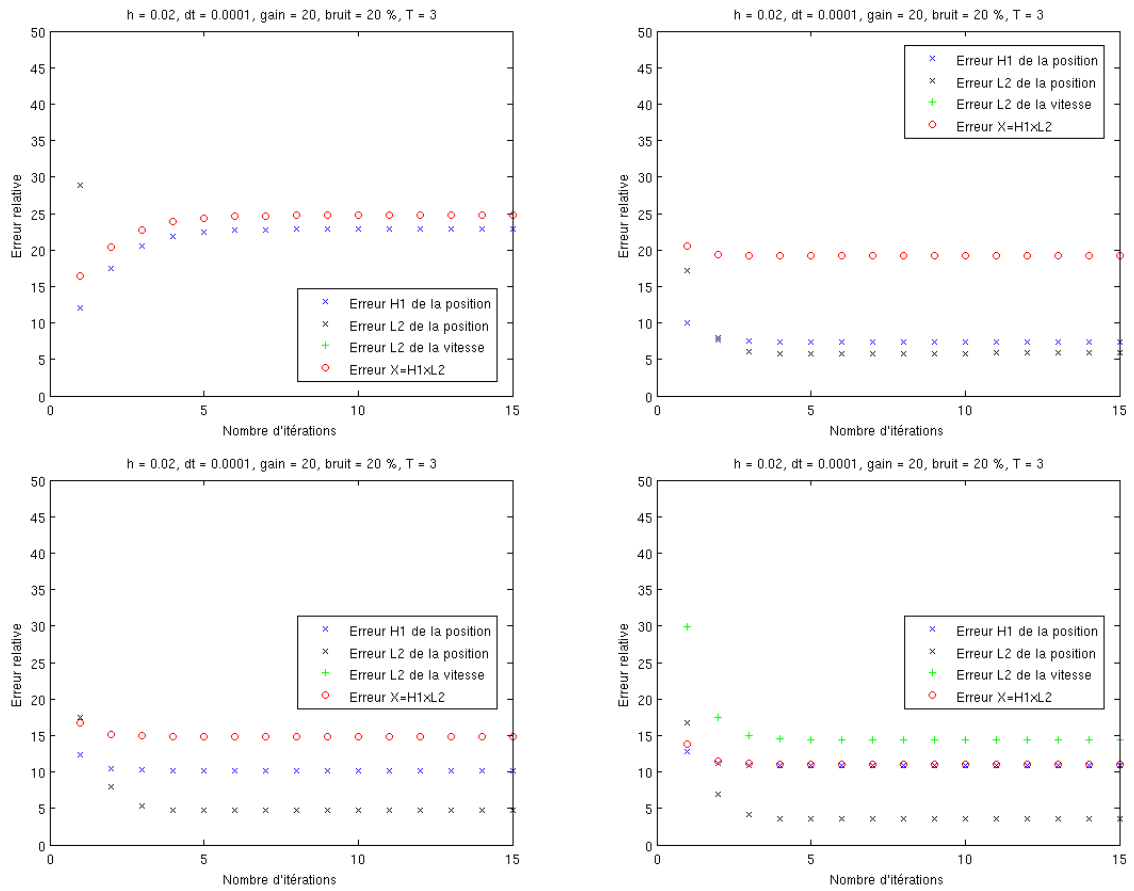 h = 0.02, dt = 0.0001, gain = 20, bruit = 20 %, T = 3
50
45
40
35
30
25
20
15
10
5
0
Erreur relative
Erreur H1 de la position
Erreur L2 de la position
Erreur L2 de la vitesse
Erreur X=H1xL2
0
5
10
15
Nombre d'itérations
h = 0.02, dt = 0.0001, gain = 20, bruit = 20 %, T = 3
50
45
40
35
30
25
20
15
10
5
0
Erreur relative
Erreur H1 de la position
Erreur L2 de la position
Erreur L2 de la vitesse
Erreur X=H1xL2
0
5
10
15
Nombre d'itérations
h = 0.02, dt = 0.0001, gain = 20, bruit = 20 %, T = 3
50
45
40
35
30
25
20
15
10
5
0
Erreur relative
Erreur H1 de la position
Erreur L2 de la position
Erreur L2 de la vitesse
Erreur X=H1xL2
0
5
10
15
Nombre d'itérations
h = 0.02, dt = 0.0001, gain = 20, bruit = 20 %, T = 3
50
45
40
35
30
25
20
15
10
5
0
Erreur relative
Erreur H1 de la position
Erreur L2 de la position
Erreur L2 de la vitesse
Erreur X=H1xL2
0
5
10
15
Nombre d'itérations